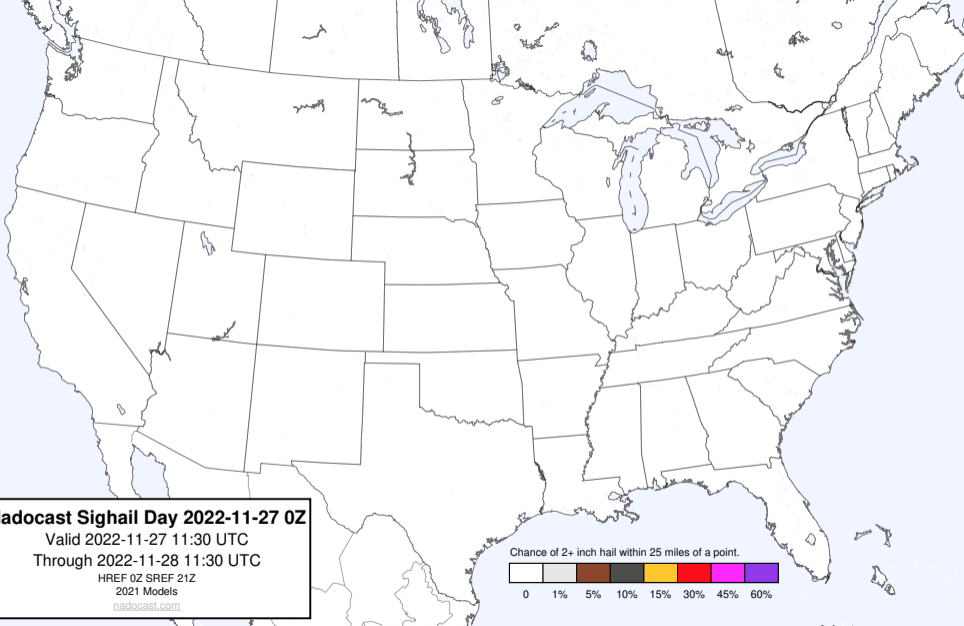 adocast Sighail Day 2022-11-27 0Z
Valid 2022-11-27 11:30 UTC
Through 2022-11-28 11:30 UTC
HREF 0Z SREF 21Z
2021 Models
nadocast.com
Chance of 2+ inch hail within 25 miles of a point.
0 1% 5% 10% 15% 30% 45% 60%